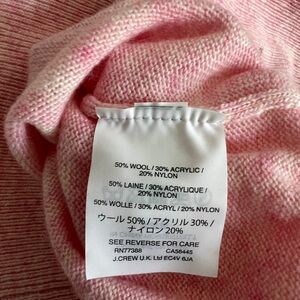 50% WOOL / 30% ACRYLIC /
20% NYLON
50% LAINE / 30% ACRYLIQUE /
20% NYLON
50% WOLLE / 30% ACRYL / 20% NYLON
ウール 50% / アクリル 30% /
ナイロン 20%
SEE REVERSE FOR CARE
RN77388 CA56445
J.CREW U.K. Ltd EC4V 6JA